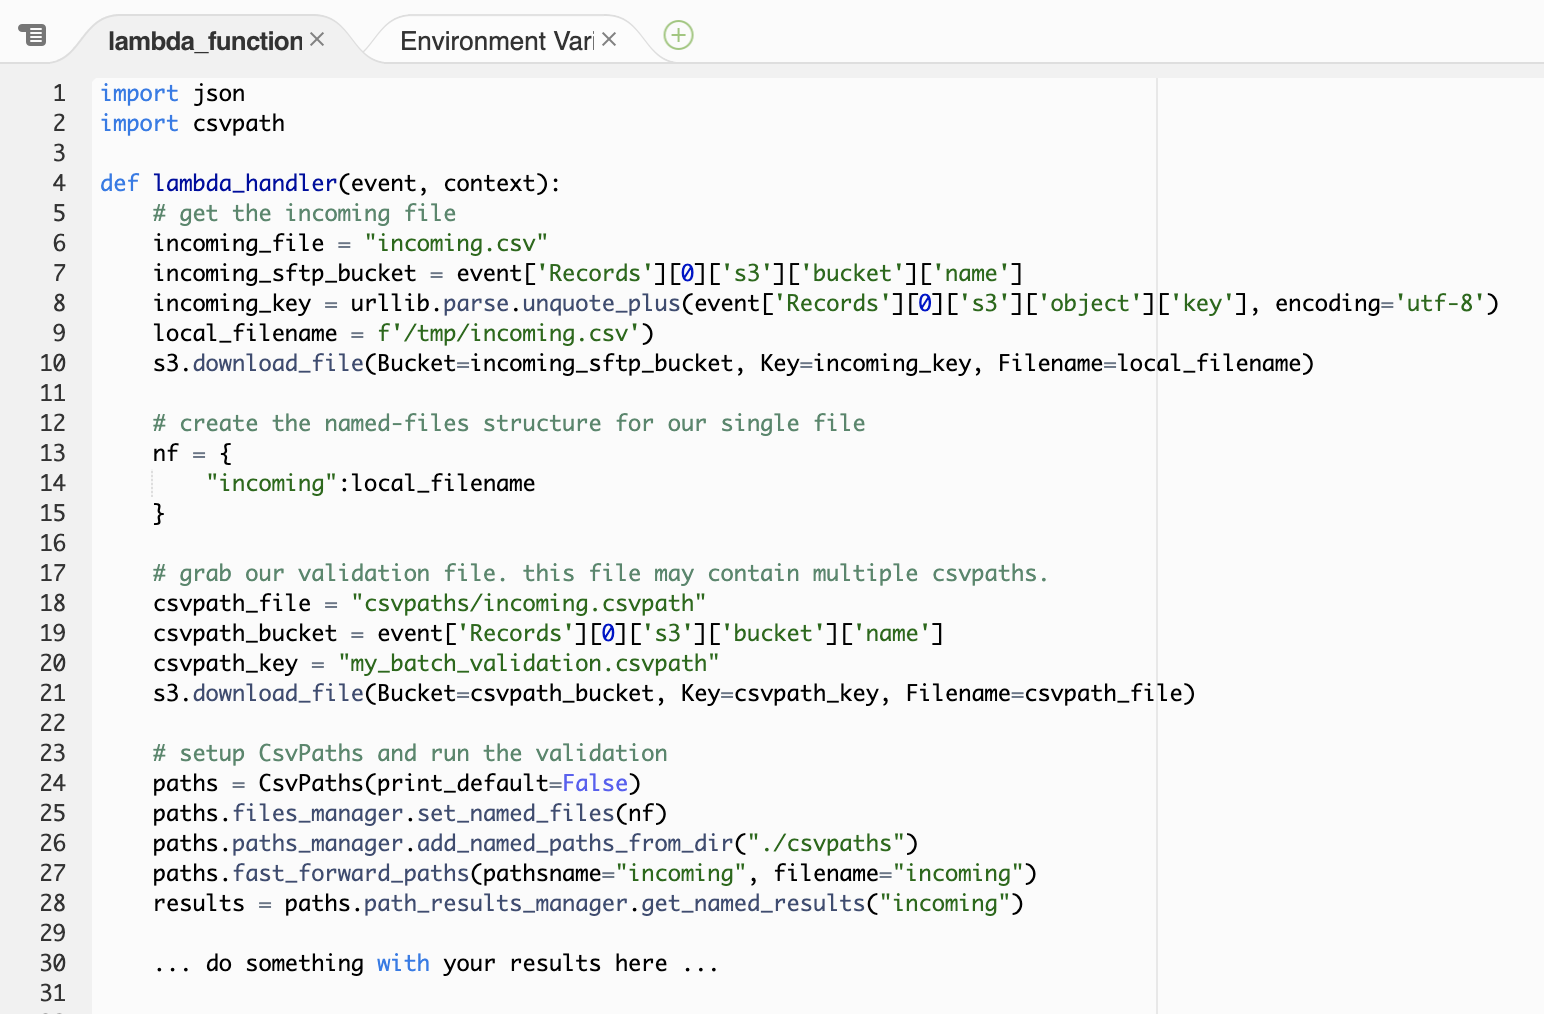 lambda_function ×
Environment Vari ×
1 import json
2 import csvpath
3
4 def lambda_handler(event, context):
5     # get the incoming file
6     incoming_file = "incoming.csv"
7     incoming_sftp_bucket = event['Records'][0]['s3']['bucket']['name']
8     incoming_key = urllib.parse.unquote_plus(event['Records'][0]['s3']['object']['key'], encoding='utf-8')
9     local_filename = f'/tmp/incoming.csv')
10     s3.download_file(Bucket=incoming_sftp_bucket, Key=incoming_key, Filename=local_filename)
11
12     # create the named-files structure for our single file
13     nf = {
14         "incoming":local_filename
15     }
16
17     # grab our validation file. this file may contain multiple csvpaths.
18     csvpath_file = "csvpaths/incoming.csvpath"
19     csvpath_bucket = event['Records'][0]['s3']['bucket']['name']
20     csvpath_key = "my_batch_validation.csvpath"
21     s3.download_file(Bucket=csvpath_bucket, Key=csvpath_key, Filename=csvpath_file)
22
23     # setup CsvPaths and run the validation
24     paths = CsvPaths(print_default=False)
25     paths.files_manager.set_named_files(nf)
26     paths.paths_manager.add_named_paths_from_dir("./csvpaths")
27     paths.fast_forward_paths(pathsname="incoming", filename="incoming")
28     results = paths.path_results_manager.get_named_results("incoming")
29
30     ... do something with your results here ...
31